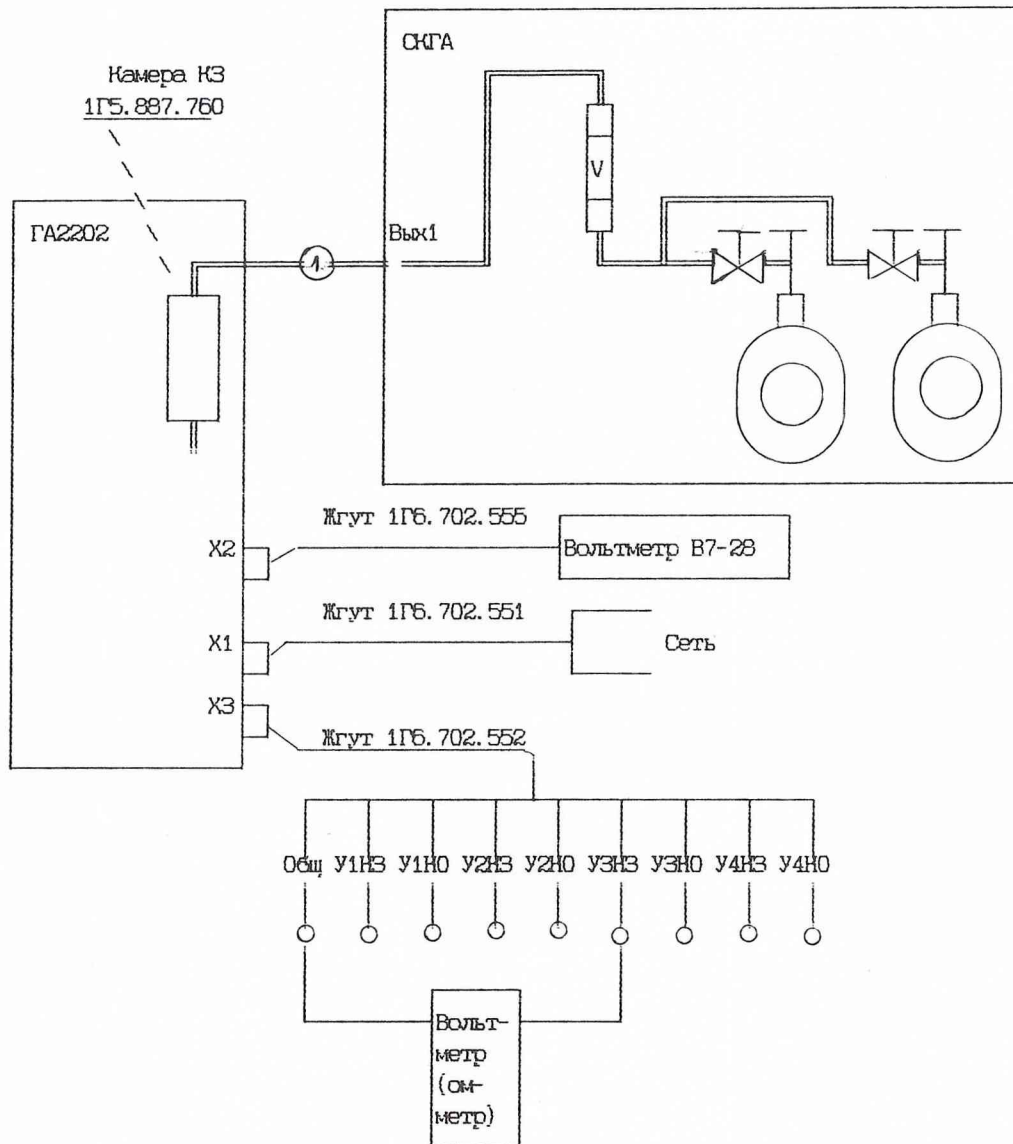 СКГА
Камера К3
1Г5.887.760
ГА2202
Вых1
V
1.
Жгут 1Г6.702.555
Х2
Вольтметр В7-28
Жгут 1Г6.702.551
Х1
Сеть
Х3
Жгут 1Г6.702.552
Общ У1НЗ У1НО У2НЗ У2НО У3НЗ У3НО У4НЗ У4НО
Вольт-
метр
(ом-
метр)